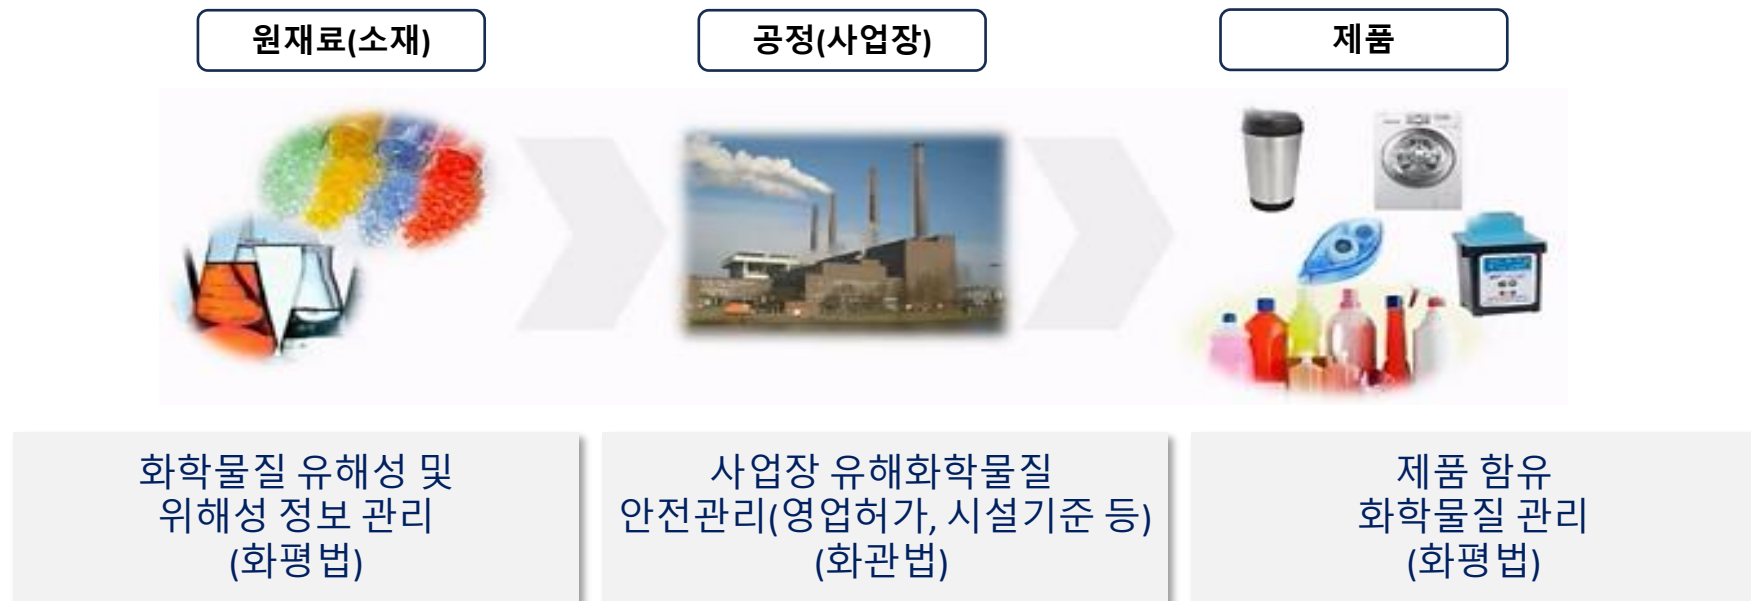 원재료(소재)
공정(사업장)
제품
화학물질 유해성 및
위해성 정보 관리
(화평법)
사업장 유해화학물질
안전관리(영업허가, 시설기준 등)
(화관법)
제품 함유
화학물질 관리
(화평법)